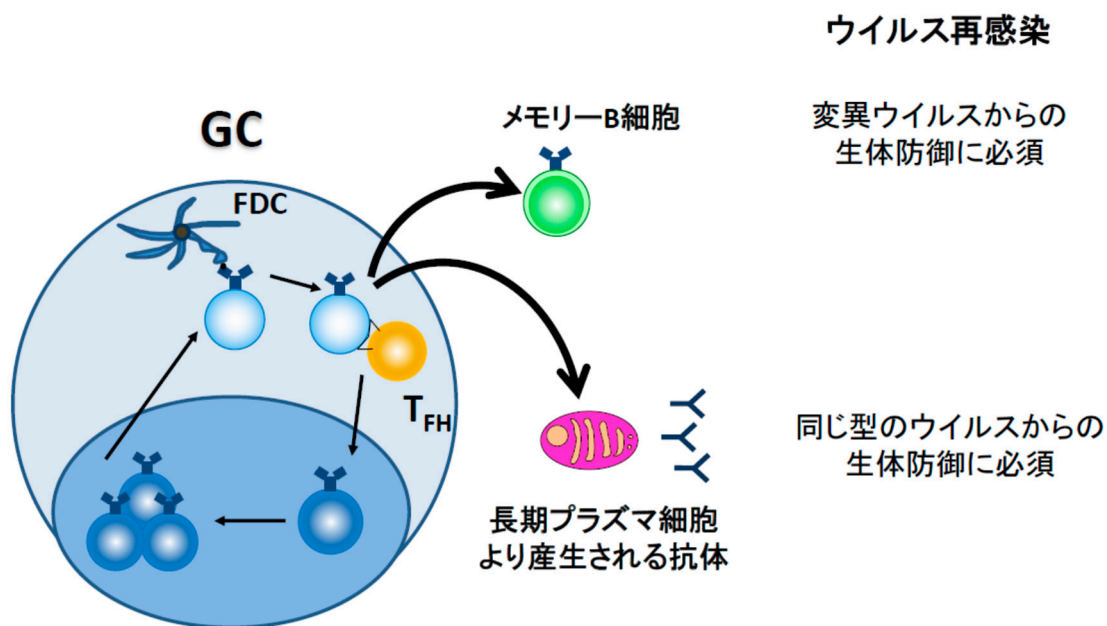 ウイルス再感染
GC
メモリーB細胞
変異ウイルスからの
生体防御に必須
FDC
TFH
長期プラズマ細胞
より産生される抗体
同じ型のウイルスからの
生体防御に必須